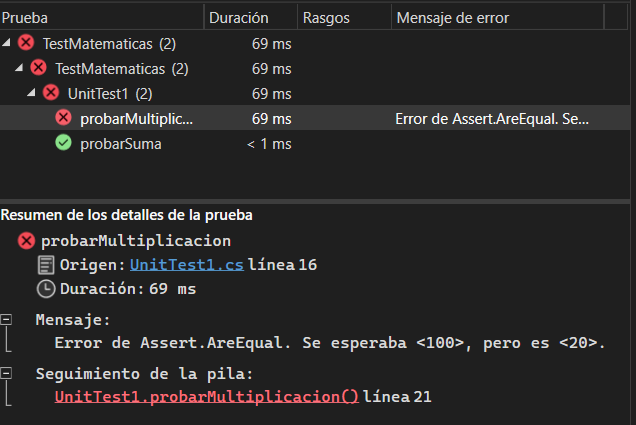 Prueba Duración Rasgos Mensaje de error
TestMatematicas (2) 69 ms
TestMatematicas (2) 69 ms
UnitTest1 (2) 69 ms
probarMultiplic... 69 ms Error de Assert.AreEqual. Se...
probarSuma < 1 ms
Resumen de los detalles de la prueba
probarMultiplicacion
Origen: UnitTest1.cs línea 16
Duración: 69 ms
Mensaje:
Error de Assert.AreEqual. Se esperaba <100>, pero es <20>.
Seguimiento de la pila:
UnitTest1.probarMultiplicacion() línea 21